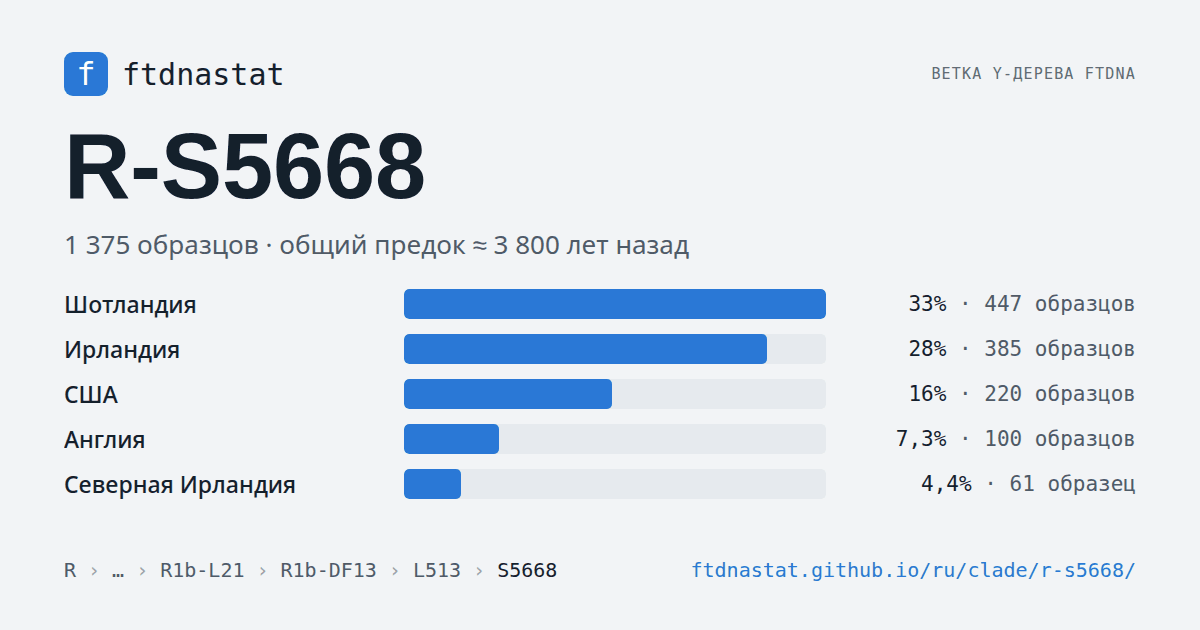 f ftdnastat
ВЕТКА Y-ДЕРЕВА FTDNA
R-S5668
1 375 образцов · общий предок ≈ 3 800 лет назад
Шотландия 33% · 447 образцов
Ирландия 28% · 385 образцов
США 16% · 220 образцов
Англия 7,3% · 100 образцов
Северная Ирландия 4,4% · 61 образец
R › … › R1b-L21 › R1b-DF13 › L513 › S5668
ftdnastat.github.io/ru/clade/r-s5668/